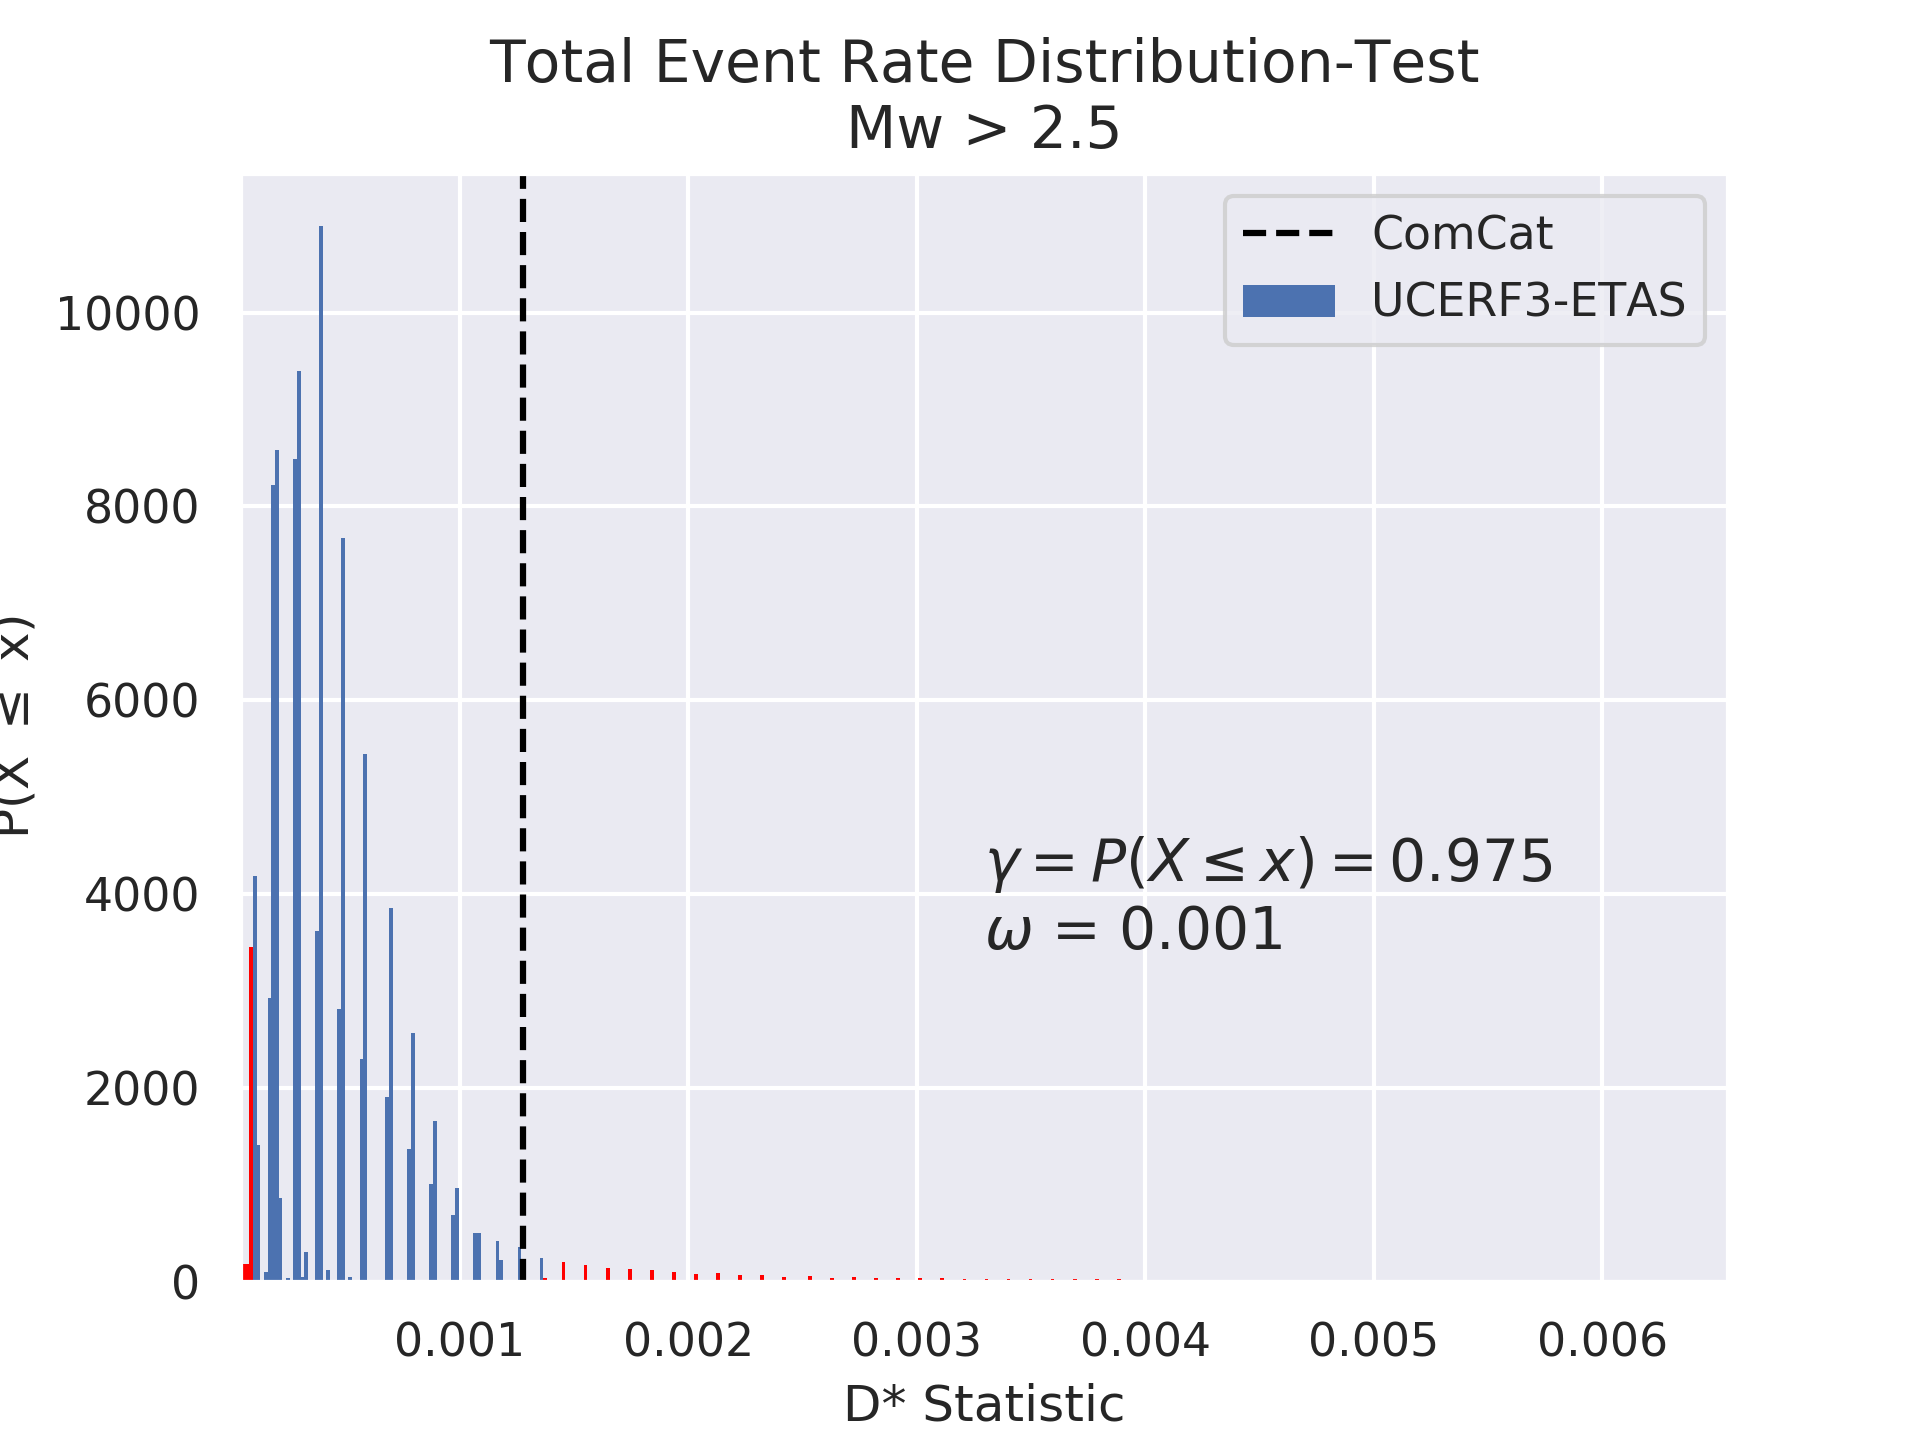 Total Event Rate Distribution-Test
Mw > 2.5
ComCat
UCERF3-ETAS
10000
8000
6000
4000
2000
0
P(X ≤ x)
γ = P(X ≤ x) = 0.975
ω = 0.001
0.001 0.002 0.003 0.004 0.005 0.006
D* Statistic